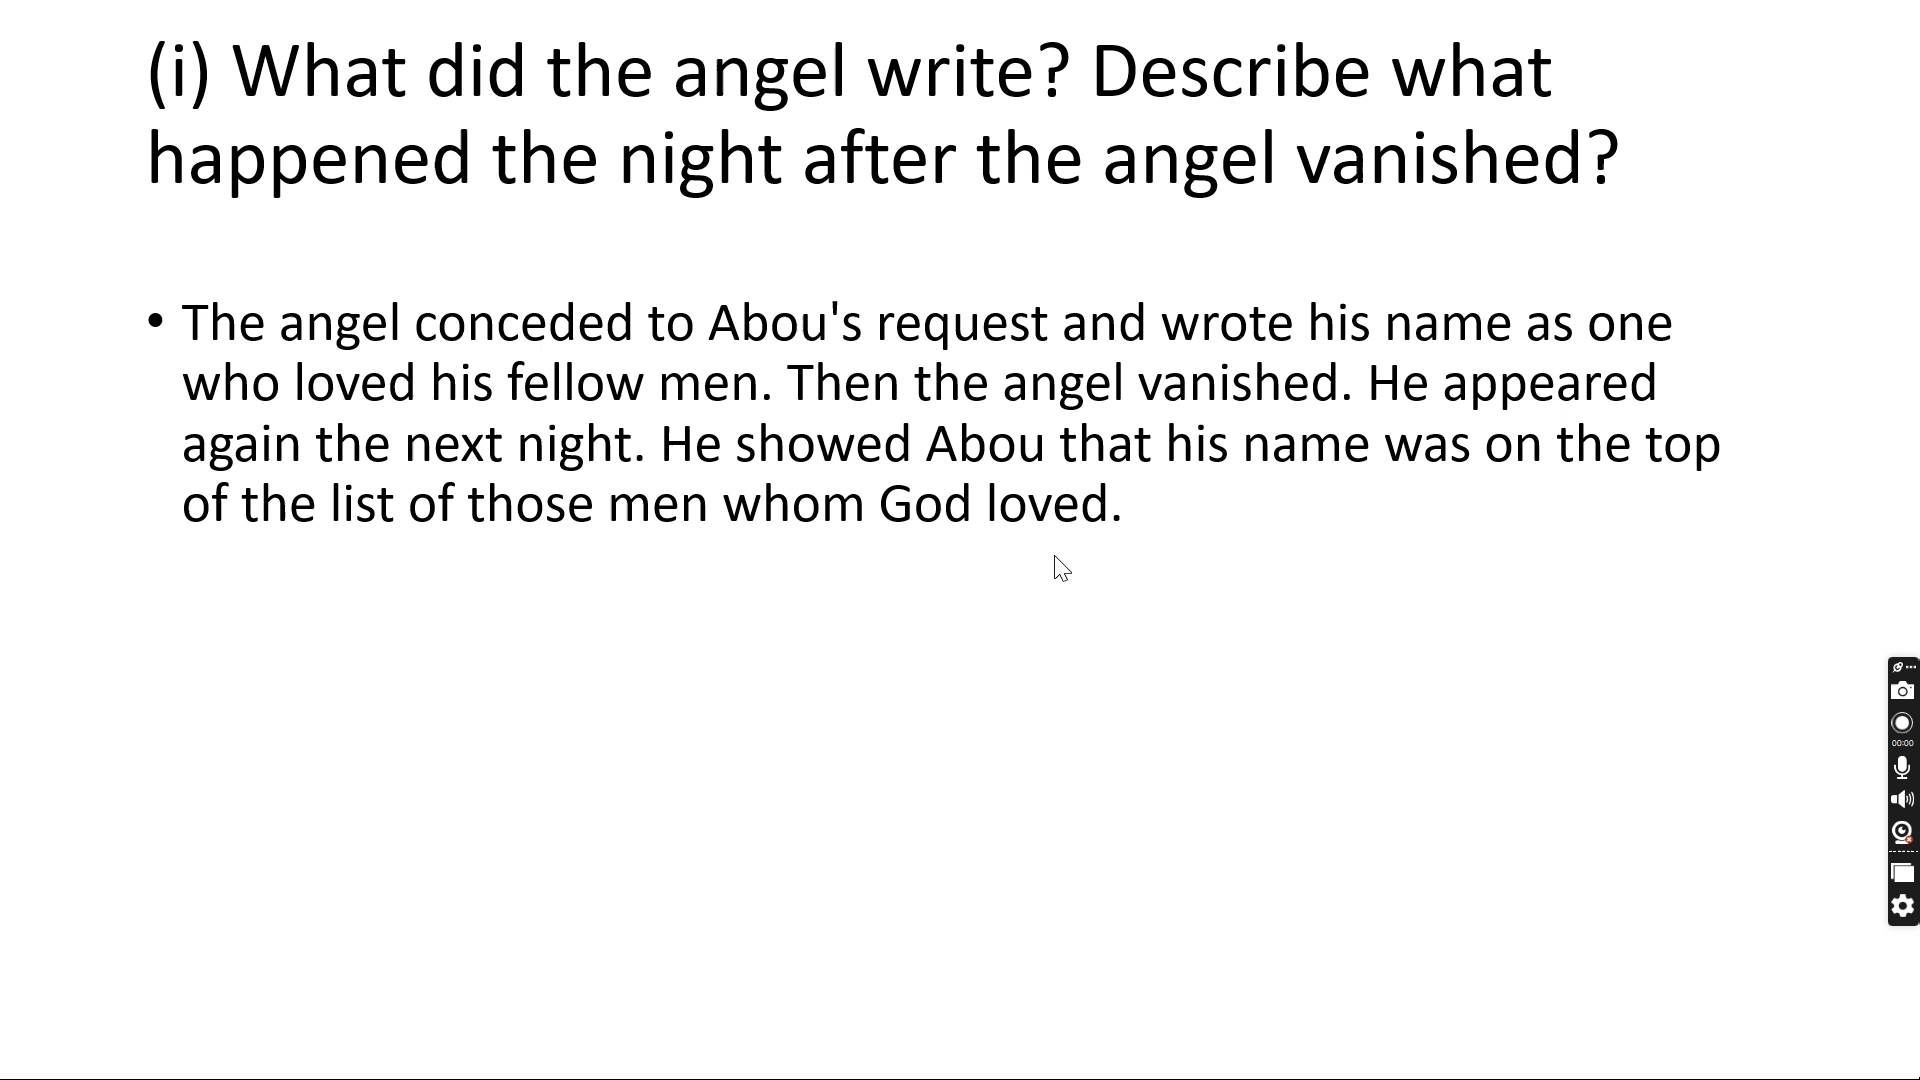 (i) What did the angel write? Describe what
happened the night after the angel vanished?
• The angel conceded to Abou's request and wrote his name as one
who loved his fellow men. Then the angel vanished. He appeared
again the next night. He showed Abou that his name was on the top
of the list of those men whom God loved.
00:00